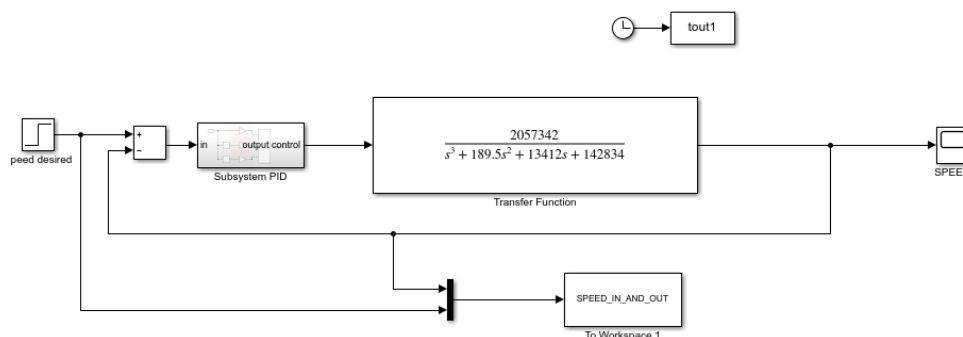 tout1
peed desired
+
−
in
output control
Subsystem PID
2057342
s³ + 189.5s² + 13412s + 142834
Transfer Function
SPEE
SPEED_IN_AND_OUT
To Workspace 1